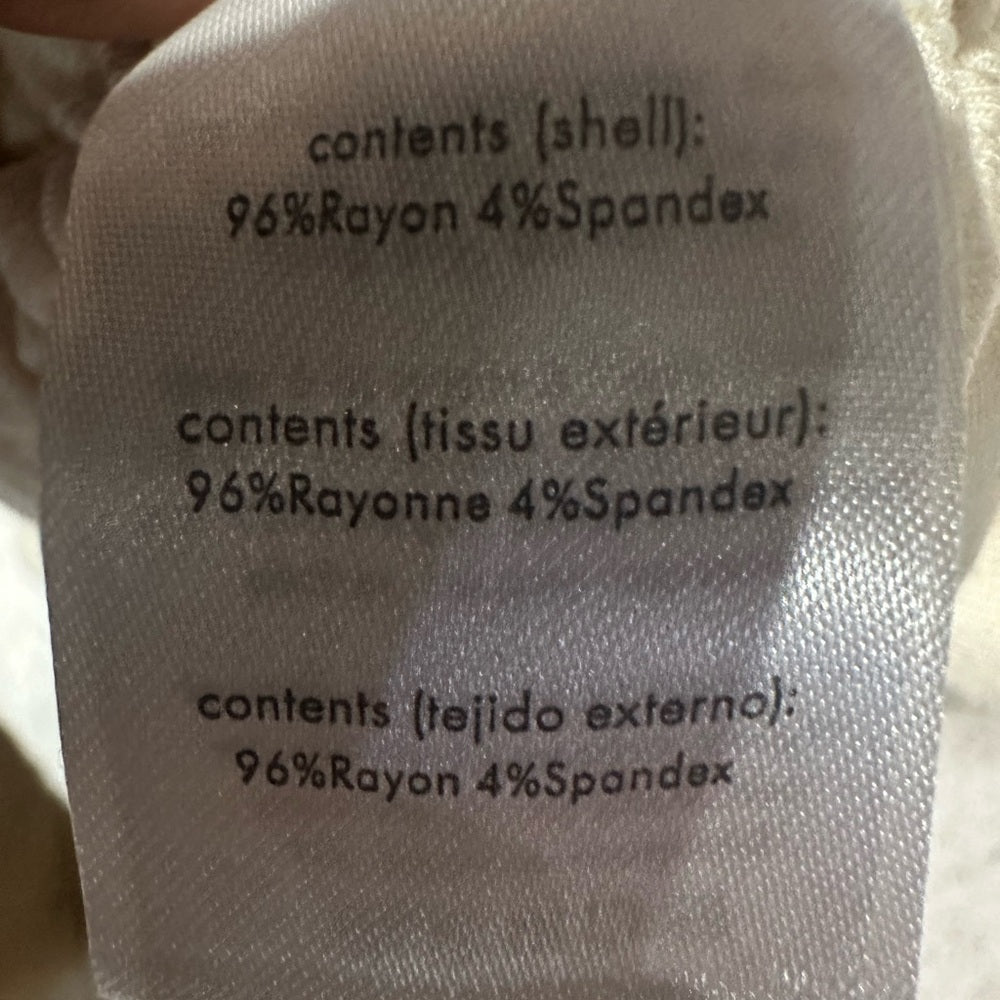 contents (shell):
96%Rayon 4%Spandex
contents (tissu extérieur):
96%Rayonne 4%Spandex
contents (tejido externo):
96%Rayon 4%Spandex